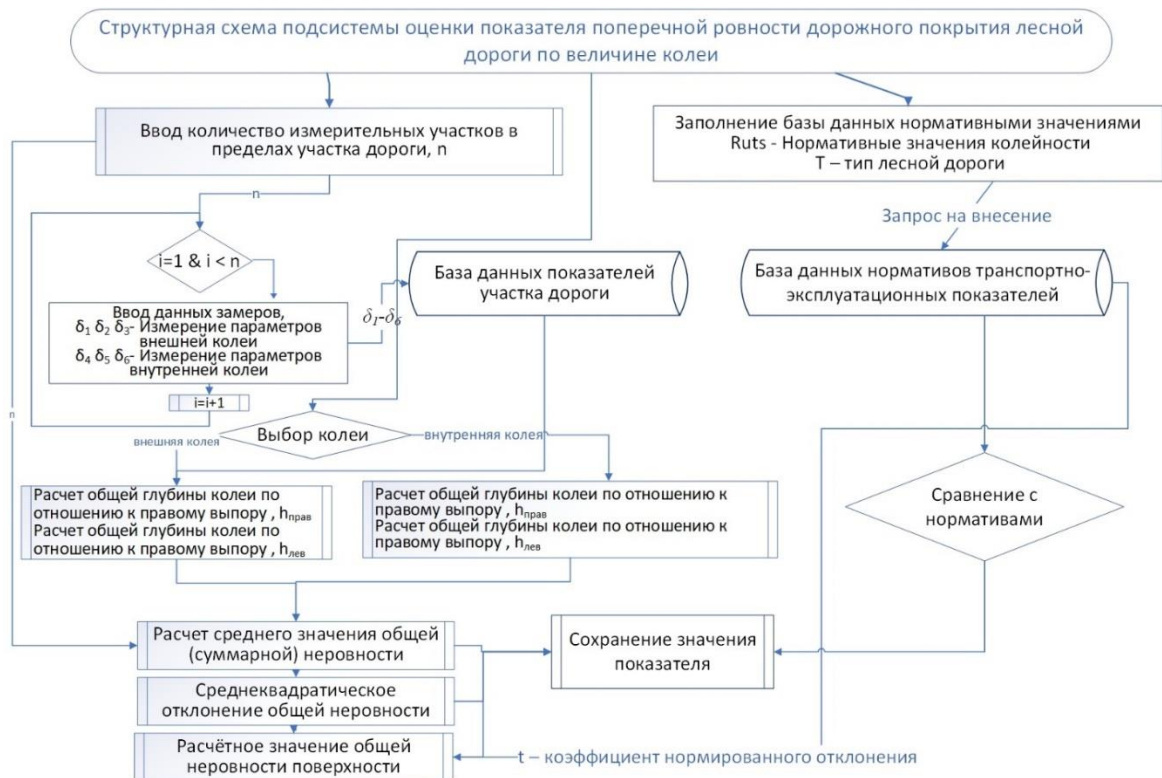 Структурная схема подсистемы оценки показателя поперечной ровности дорожного покрытия лесной
дороги по величине колеи
Ввод количество измерительных участков в
пределах участка дороги, n
Заполнение базы данных нормативными значениями
Ruts - Нормативные значения колейности
T – тип лесной дороги
n
Запрос на внесение
i=1 & i < n
База данных показателей
участка дороги
База данных нормативов транспортно-
эксплуатационных показателей
Ввод данных замеров,
δ₁ δ₂ δ₃- Измерение параметров
внешней колеи
δ₄ δ₅ δ₆- Измерение параметров
внутренней колеи
δ₁-δ₆
i=i+1
n
внешняя колея
Выбор колеи
внутренняя колея
Расчет общей глубины колеи по
отношению к правому выпору , hправ
Расчет общей глубины колеи по
отношению к правому выпору , hлев
Расчет общей глубины колеи по отношению к
правому выпору , hправ
Расчет общей глубины колеи по отношению к
правому выпору , hлев
Сравнение с
нормативами
Расчет среднего значения общей
(суммарной) неровности
Сохранение значения
показателя
Среднеквадратическое
отклонение общей неровности
Расчётное значение общей
неровности поверхности
t – коэффициент нормированного отклонения